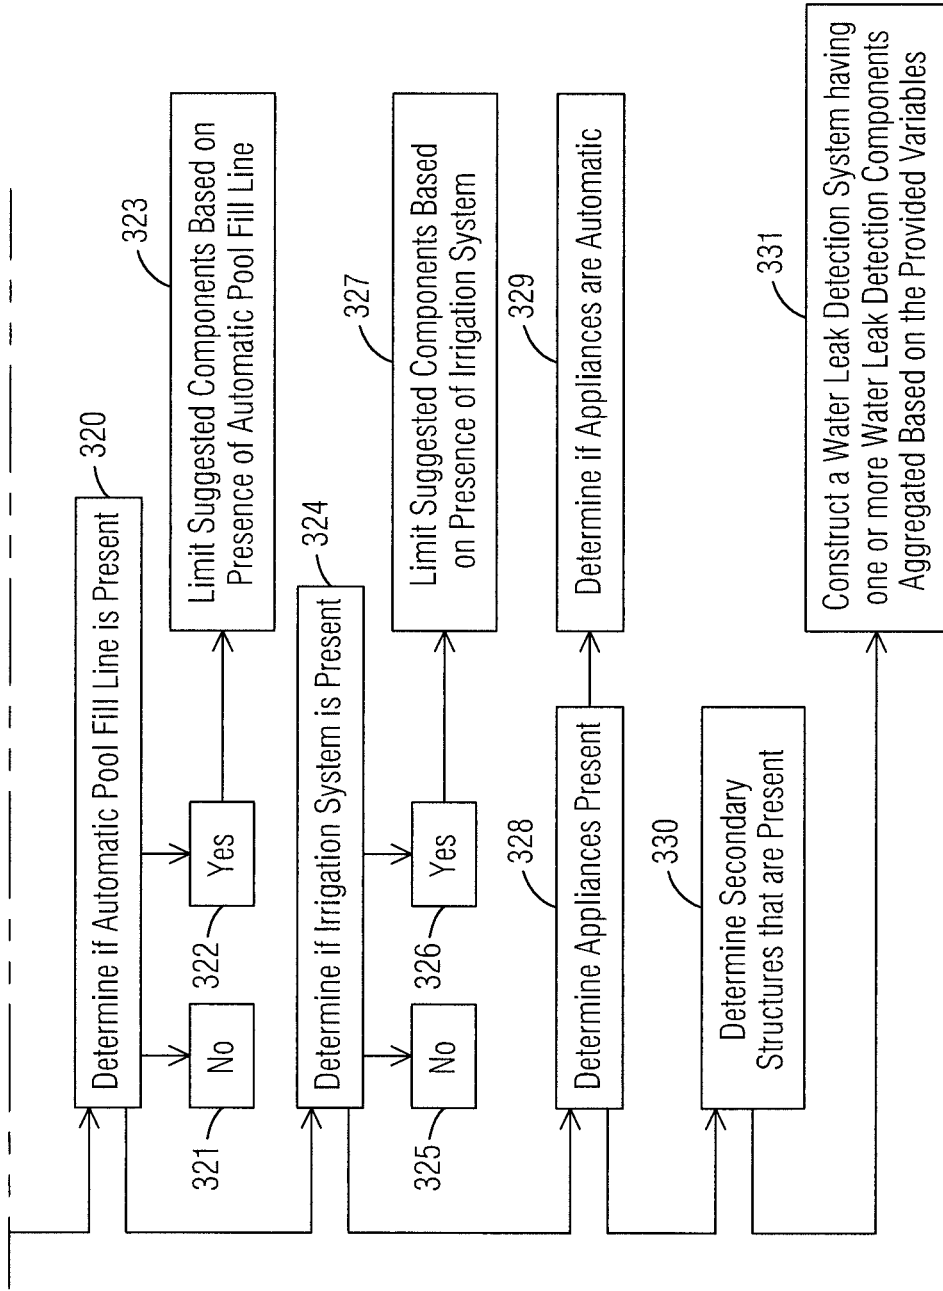 320
Determine if Automatic Pool Fill Line is Present
321
No
322
Yes
323
Limit Suggested Components Based on
Presence of Automatic Pool Fill Line
324
Determine if Irrigation System is Present
325
No
326
Yes
327
Limit Suggested Components Based
on Presence of Irrigation System
328
Determine Appliances Present
329
Determine if Appliances are Automatic
330
Determine Secondary
Structures that are Present
331
Construct a Water Leak Detection System having
one or more Water Leak Detection Components
Aggregated Based on the Provided Variables